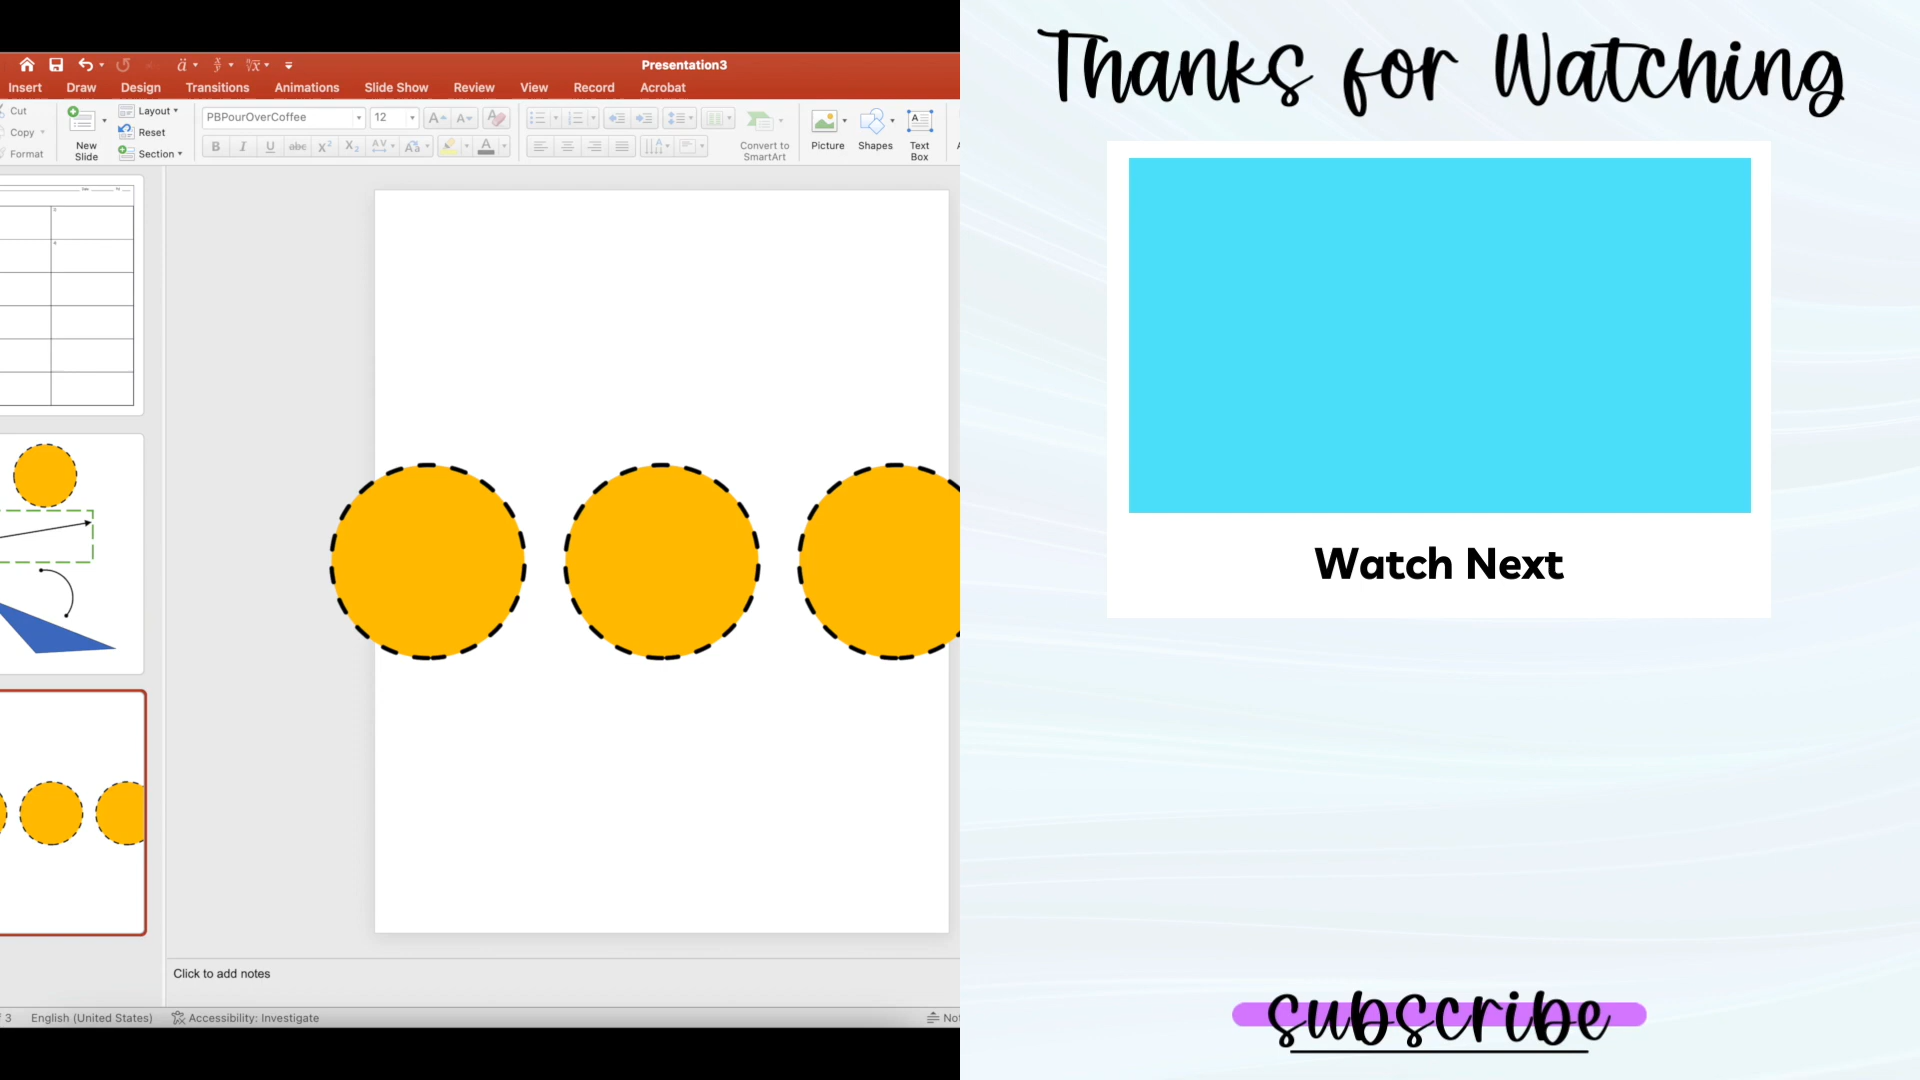 Presentation3
Insert Draw Design Transitions Animations Slide Show Review View Record Acrobat
Cut
Copy
Format
New Slide
Layout
Reset
Section
PBPourOverCoffee 12
Convert to SmartArt
Picture
Shapes
Text Box
Click to add notes
3 English (United States) Accessibility: Investigate
Thanks for Watching
Watch Next
subscribe